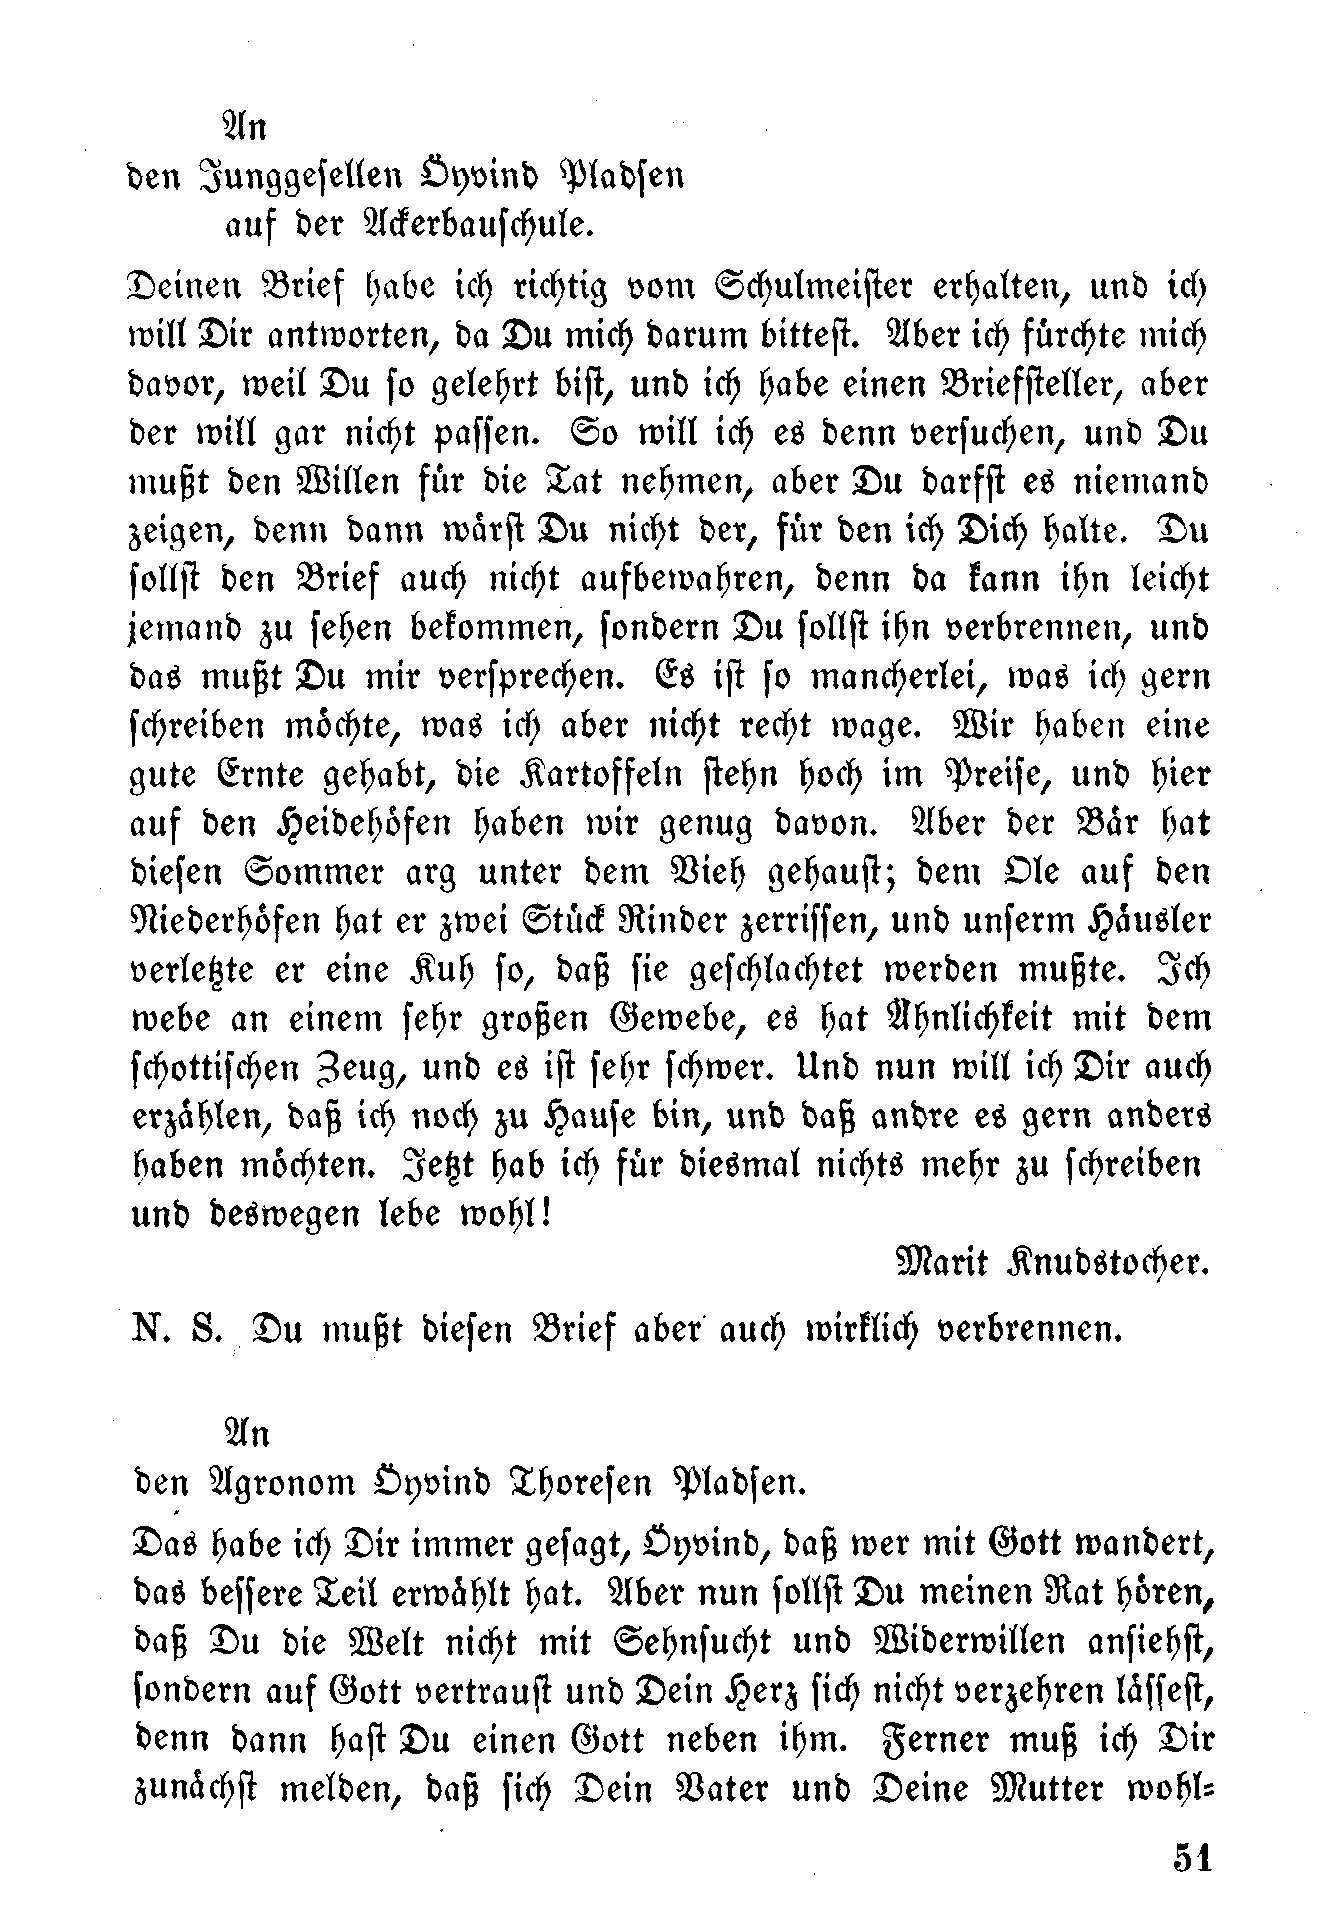 An
den Junggesellen Öyvind Pladsen
auf der Ackerbauschule.
Deinen Brief habe ich richtig vom Schulmeister erhalten, und ich
will Dir antworten, da Du mich darum bittest. Aber ich fürchte mich
davor, weil Du so gelehrt bist, und ich habe einen Briefsteller, aber
der will gar nicht passen. So will ich es denn versuchen, und Du
mußt den Willen für die Tat nehmen, aber Du darfst es niemand
zeigen, denn dann wärst Du nicht der, für den ich Dich halte. Du
sollst den Brief auch nicht aufbewahren, denn da kann ihn leicht
jemand zu sehen bekommen, sondern Du sollst ihn verbrennen, und
das mußt Du mir versprechen. Es ist so mancherlei, was ich gern
schreiben möchte, was ich aber nicht recht wage. Wir haben eine
gute Ernte gehabt, die Kartoffeln stehn hoch im Preise, und hier
auf den Heidehöfen haben wir genug davon. Aber der Bär hat
diesen Sommer arg unter dem Vieh gehaust; dem Ole auf den
Niederhöfen hat er zwei Stück Rinder zerrissen, und unserm Häusler
verletzte er eine Kuh so, daß sie geschlachtet werden mußte. Ich
webe an einem sehr großen Gewebe, es hat Ähnlichkeit mit dem
schottischen Zeug, und es ist sehr schwer. Und nun will ich Dir auch
erzählen, daß ich noch zu Hause bin, und daß andre es gern anders
haben möchten. Jetzt hab ich für diesmal nichts mehr zu schreiben
und deswegen lebe wohl!
Marit Knudstocher.
N. S. Du mußt diesen Brief aber auch wirklich verbrennen.
An
den Agronom Öyvind Thoresen Pladsen.
Das habe ich Dir immer gesagt, Öyvind, daß wer mit Gott wandert,
das bessere Teil erwählt hat. Aber nun sollst Du meinen Rat hören,
daß Du die Welt nicht mit Sehnsucht und Widerwillen ansiehst,
sondern auf Gott vertraust und Dein Herz sich nicht verzehren lässest,
denn dann hast Du einen Gott neben ihm. Ferner muß ich Dir
zunächst melden, daß sich Dein Vater und Deine Mutter wohl-
51